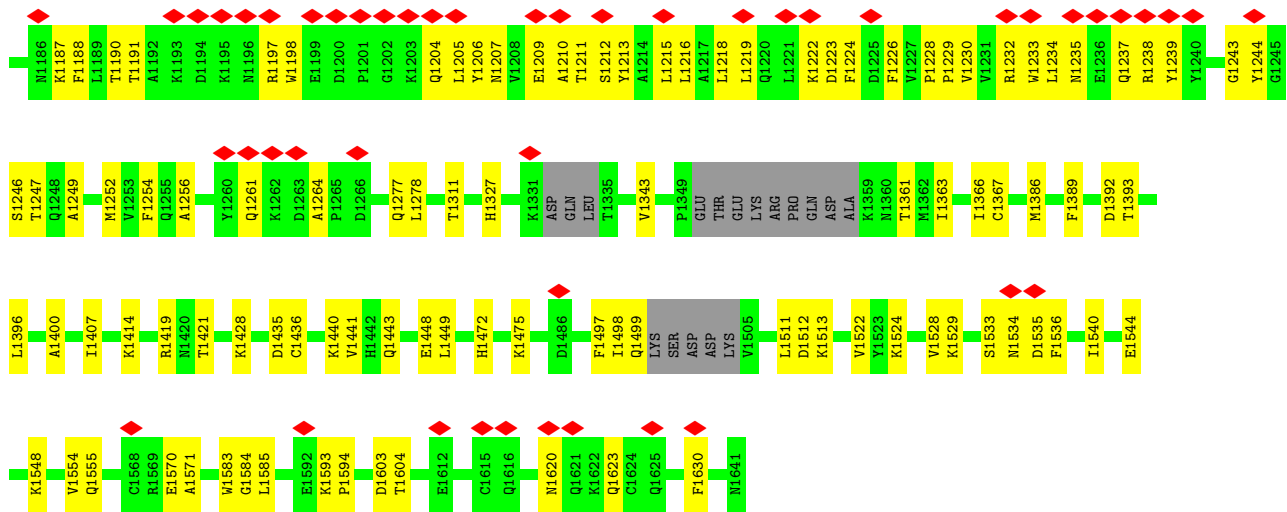 N1186 K1187 F1188 L1189 T1190 T1191 A1192 K1193 D1194 K1195 N1196 R1197 W1198 E1199 D1200 P1201 G1202 K1203 Q1204 L1205 Y1206 N1207 V1208 E1209 A1210 T1211 S1212 Y1213 A1214 L1215 L1216 A1217 L1218 L1219 Q1220 L1221 K1222 D1223 F1224 D1225 F1226 V1227 P1228 P1229 V1230 V1231 R1232 W1233 L1234 N1235 E1236 Q1237 R1238 Y1239 Y1240 G1243 Y1244 G1245
S1246 T1247 Q1248 A1249 M1252 V1253 F1254 Q1255 A1256 Y1260 Q1261 K1262 D1263 A1264 P1265 D1266 Q1277 L1278 T1311 H1327 K1331 ASP GLN LEU T1335 V1343 P1349 GLU THR GLU LYS ARG PRO GLN ASP ALA K1359 N1360 T1361 M1362 I1363 I1366 C1367 M1386 F1389 D1392 T1393
L1396 A1400 I1407 K1414 R1419 N1420 T1421 K1428 D1435 C1436 K1440 V1441 H1442 Q1443 E1448 L1449 H1472 K1475 D1486 F1497 I1498 Q1499 LYS SER ASP ASP LYS V1505 L1511 D1512 K1513 V1522 Y1523 K1524 V1528 K1529 S1533 N1534 D1535 F1536 I1540 E1544
K1548 V1554 Q1555 C1568 R1569 E1570 A1571 W1583 G1584 L1585 E1592 K1593 P1594 D1603 T1604 E1612 C1615 Q1616 N1620 Q1621 K1622 Q1623 C1624 Q1625 F1630 N1641